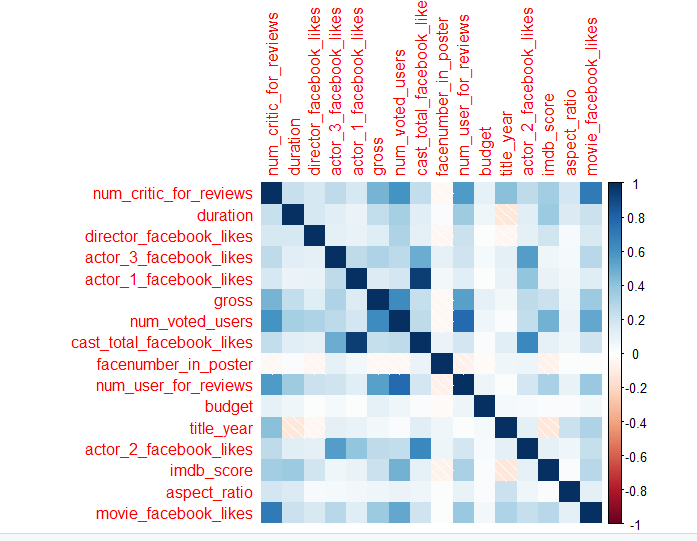 num_critic_for_reviews
duration
director_facebook_likes
actor_3_facebook_likes
actor_1_facebook_likes
gross
num_voted_users
cast_total_facebook_like
facenumber_in_poster
num_user_for_reviews
budget
title_year
actor_2_facebook_likes
imdb_score
aspect_ratio
movie_facebook_likes
num_critic_for_reviews
duration
director_facebook_likes
actor_3_facebook_likes
actor_1_facebook_likes
gross
num_voted_users
cast_total_facebook_likes
facenumber_in_poster
num_user_for_reviews
budget
title_year
actor_2_facebook_likes
imdb_score
aspect_ratio
movie_facebook_likes
1
0.8
0.6
0.4
0.2
0
-0.2
-0.4
-0.6
-0.8
-1